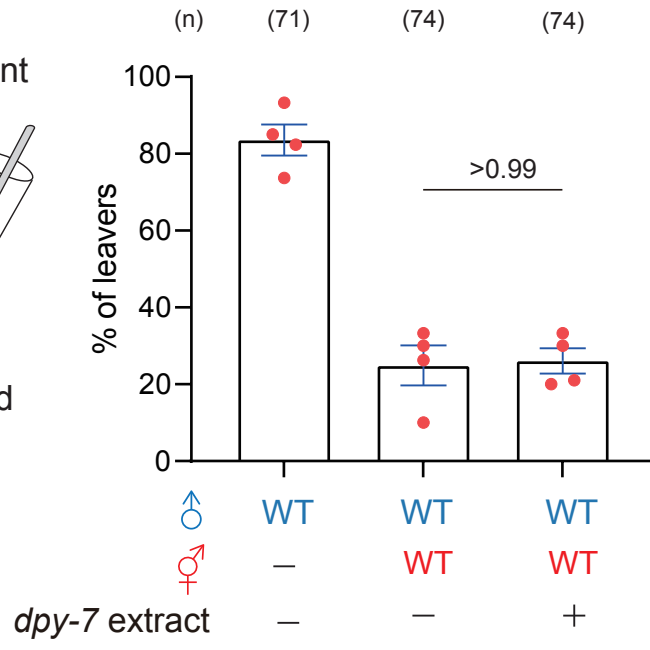 (n) (71) (74) (74)
nt
100
>0.99
80
60
% of leavers
40
d
20
0
♂ WT WT WT
⚥ – WT WT
dpy-7 extract – – +